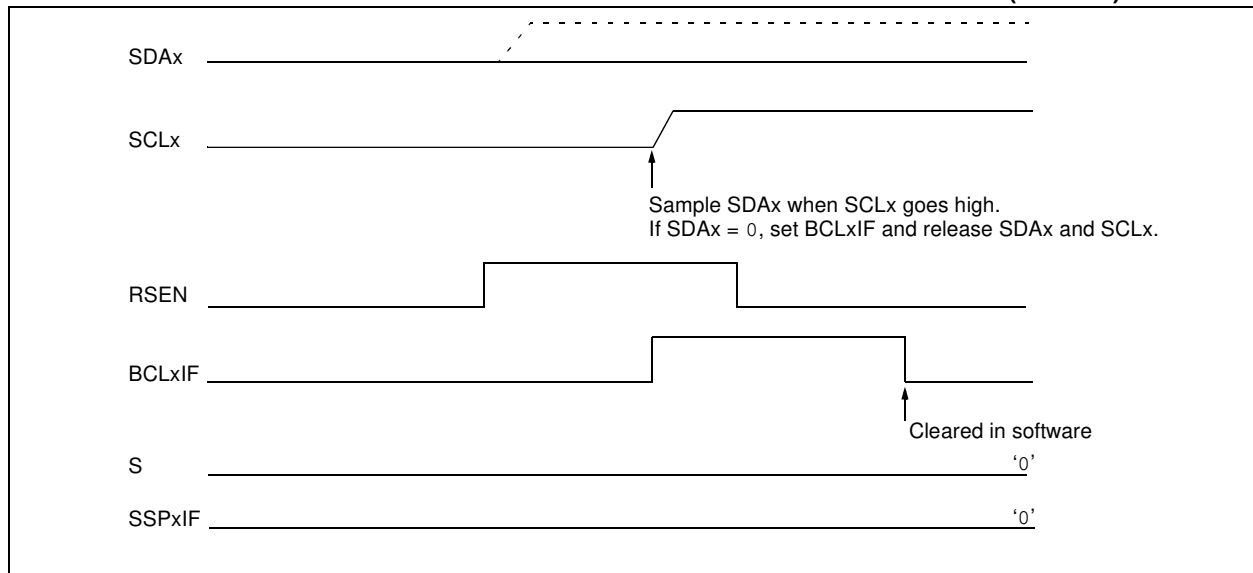 SDAx
SCLx
Sample SDAx when SCLx goes high.
If SDAx = 0, set BCLxIF and release SDAx and SCLx.
RSEN
BCLxIF
Cleared in software
S
‘0’
SSPxIF
‘0’